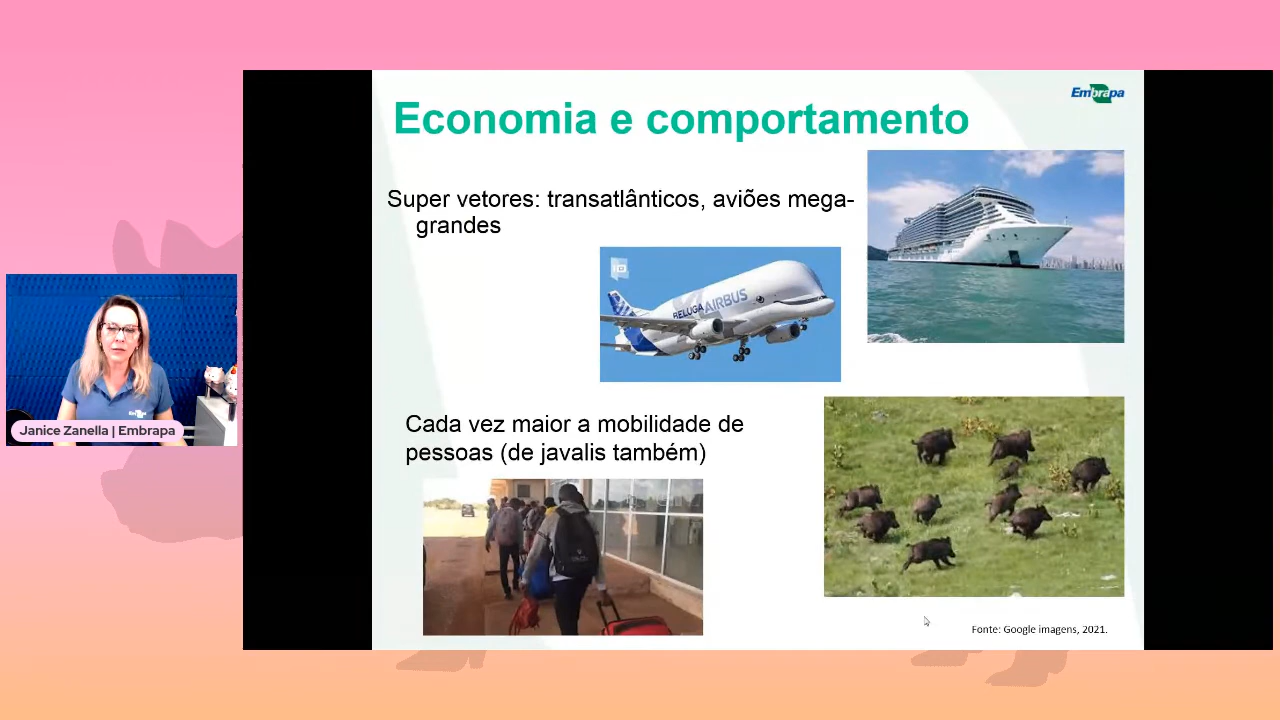 Embrapa
Economia e comportamento
Super vetores: transatlânticos, aviões mega-
grandes
BELUGA AIRBUS
Cada vez maior a mobilidade de
pessoas (de javalis também)
Janice Zanella | Embrapa
Fonte: Google imagens, 2021.